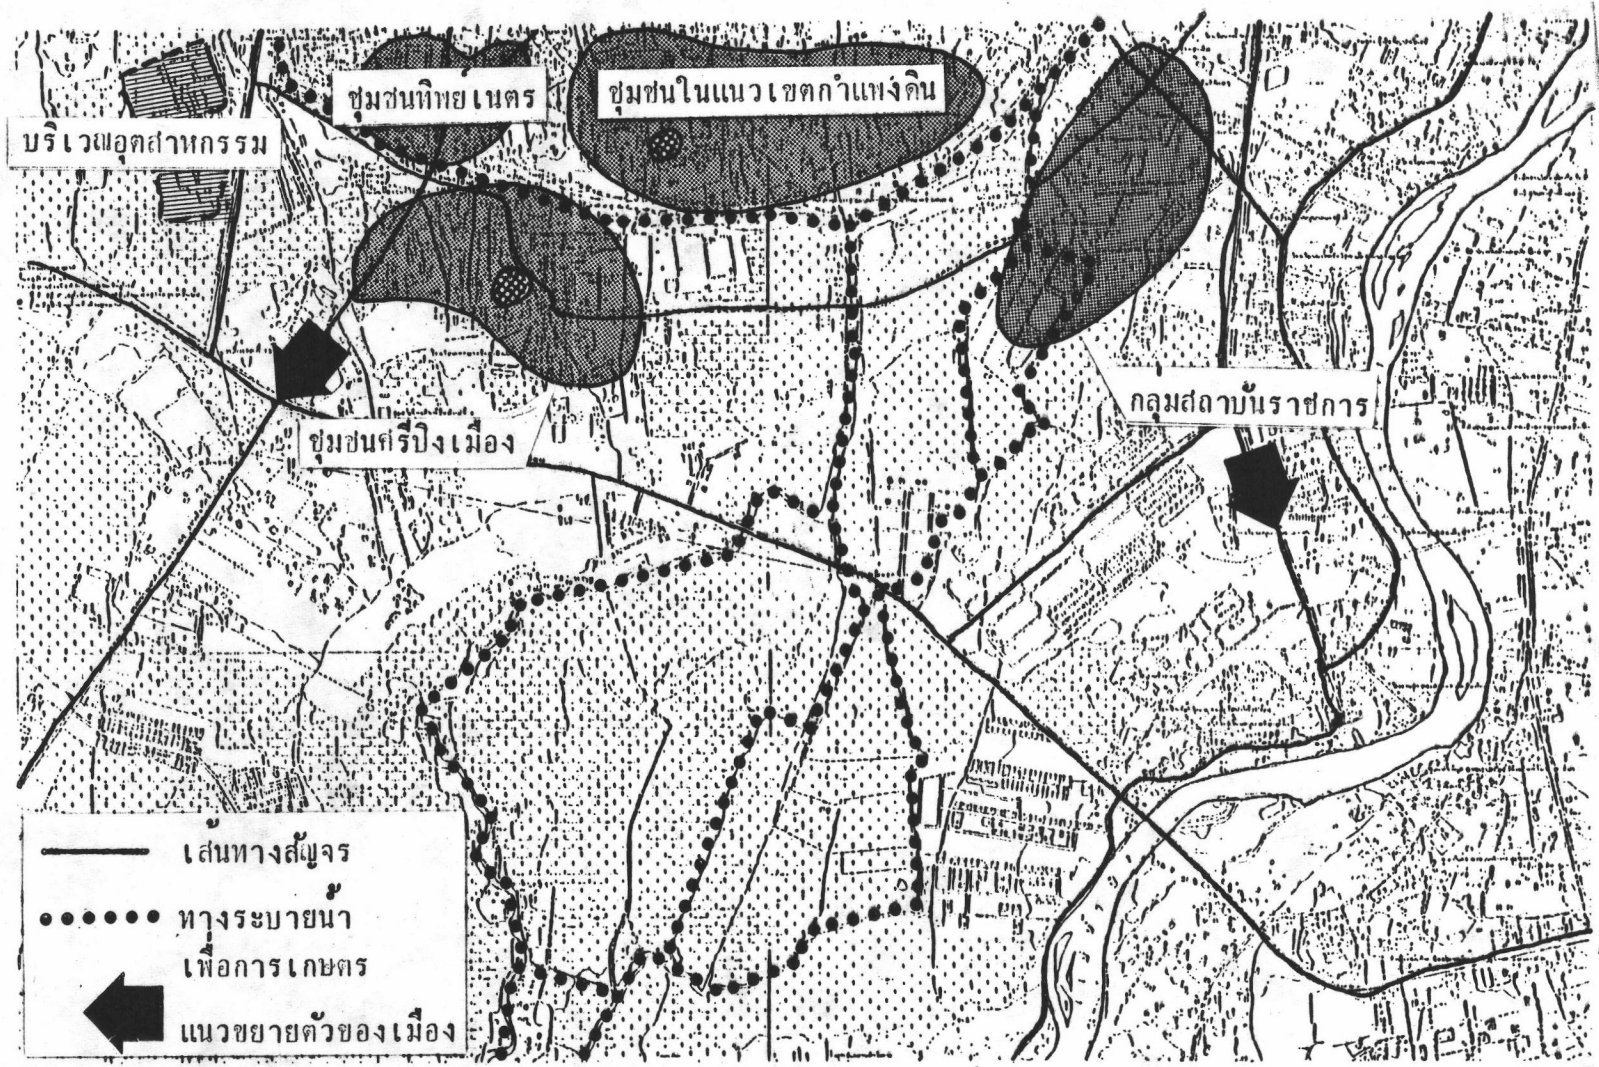 ชุมชนทิพย์เนตร
ชุมชนในแนวเขตกำแพงดิน
บริเวณอุตสาหกรรม
กลุมสถาบันราชการ
ชุมชนศรีปิงเมือง
เส้นทางสัญจร
ทางระบายน้ำ
เพื่อการเกษตร
แนวขยายตัวของเมือง